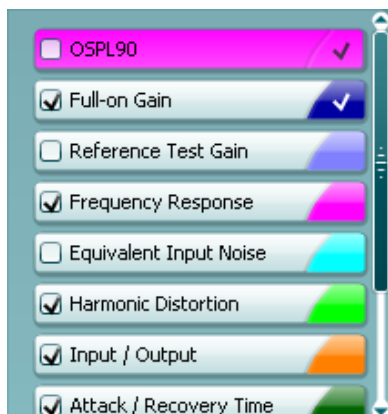 OSPL90
Full-on Gain
Reference Test Gain
Frequency Response
Equivalent Input Noise
Harmonic Distortion
Input / Output
Attack / Recovery Time